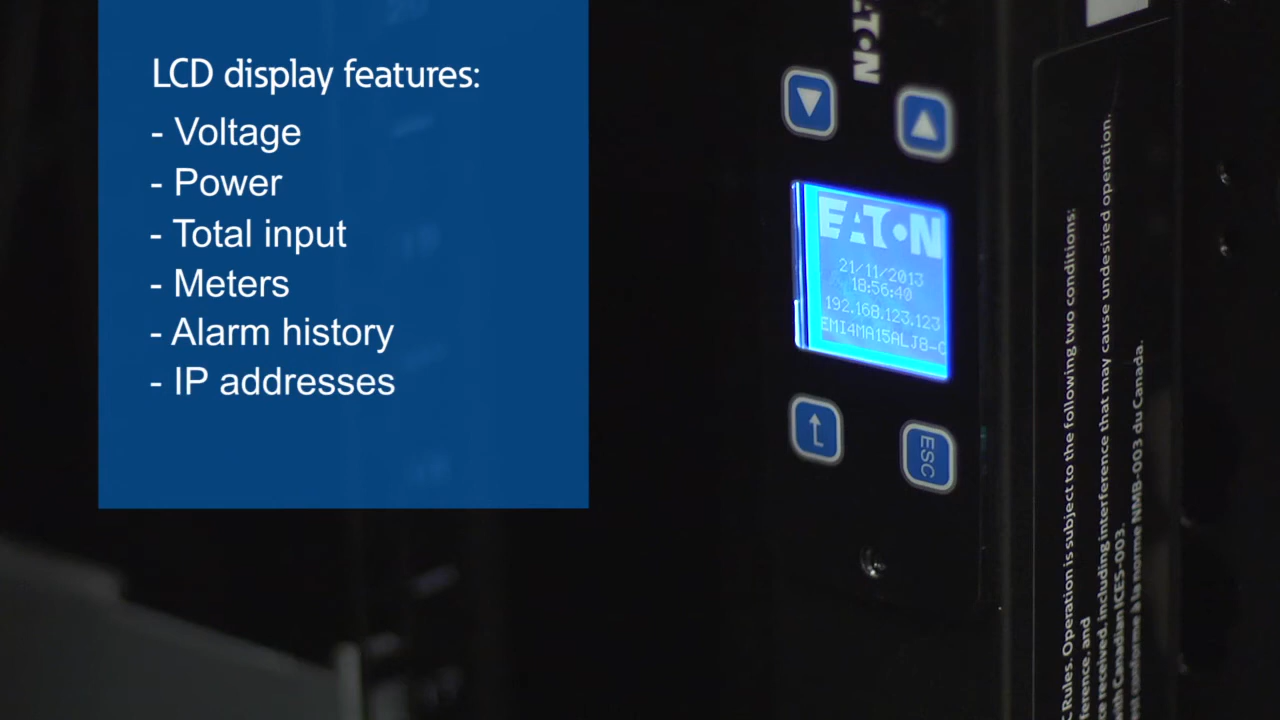 LCD display features:
- Voltage
- Power
- Total input
- Meters
- Alarm history
- IP addresses
EATON
21/11/2013
18:56:40
192.168.123.123
EMI4MA15ALJ8-C
ESC
C Rules. Operation is subject to the following two conditions:
ference, and
ce received, including interference that may cause undesired operation.
ith Canadian ICES-003.
est conforme à la norme NMB-003 du Canada.